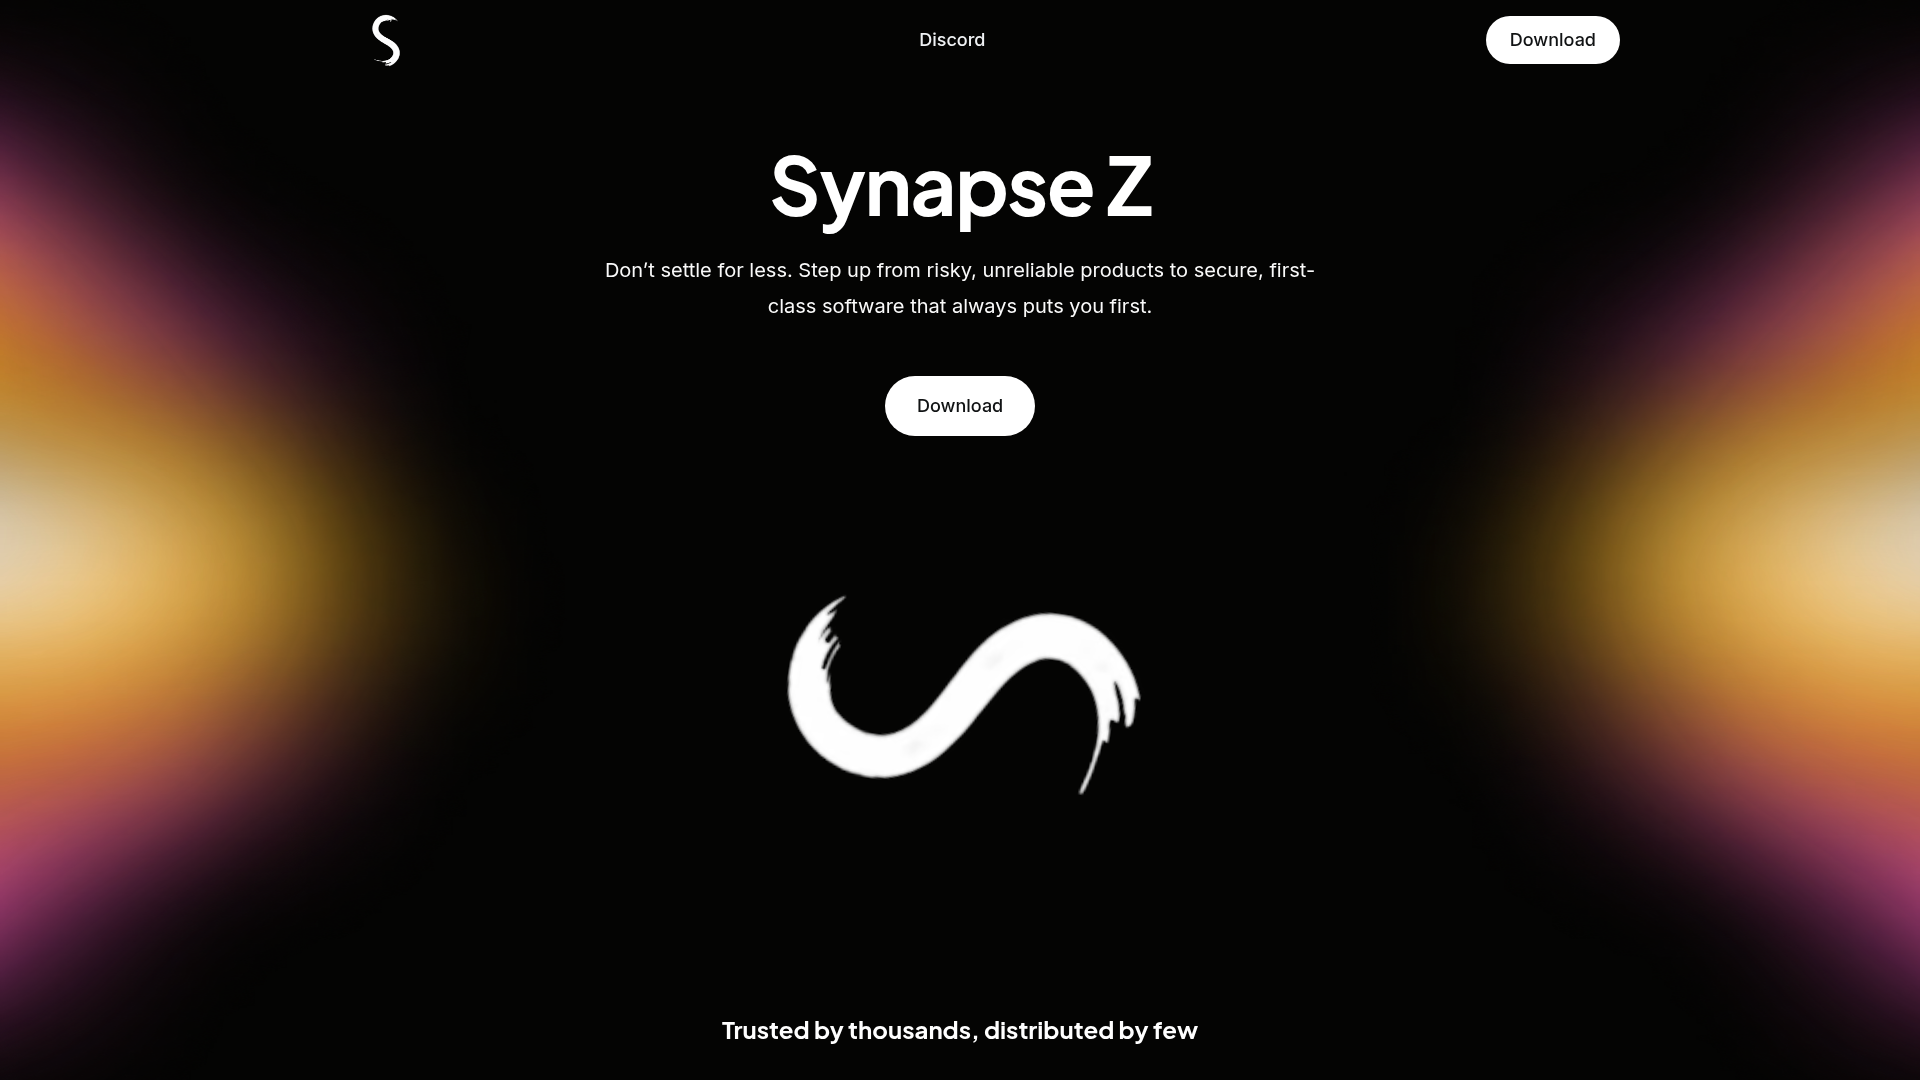 Discord
Download
Synapse Z
Don’t settle for less. Step up from risky, unreliable products to secure, first-
class software that always puts you first.
Download
Trusted by thousands, distributed by few